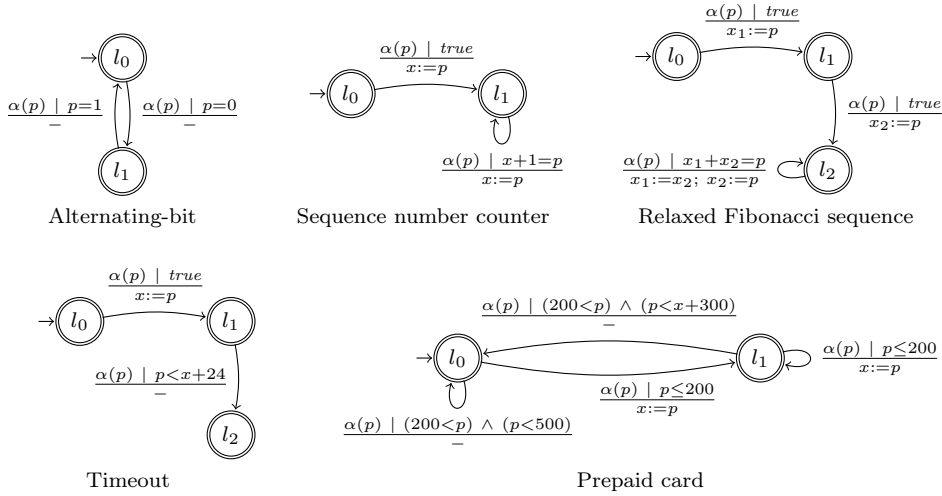 α(p) | true
x:=p
l0
l1
α(p) | p=1
–
α(p) | p=0
–
l1
Alternating-bit
l0
α(p) | x+1=p
x:=p
Sequence number counter
α(p) | true
x1:=p
l0
l1
α(p) | true
x2:=p
α(p) | x1+x2=p
x1:=x2; x2:=p
l2
Relaxed Fibonacci sequence
α(p) | true
x:=p
l0
l1
α(p) | p<x+24
–
l2
Timeout
α(p) | (200<p) ∧ (p<x+300)
–
l0
l1
α(p) | p≤200
x:=p
α(p) | p≤200
x:=p
α(p) | (200<p) ∧ (p<500)
–
Prepaid card